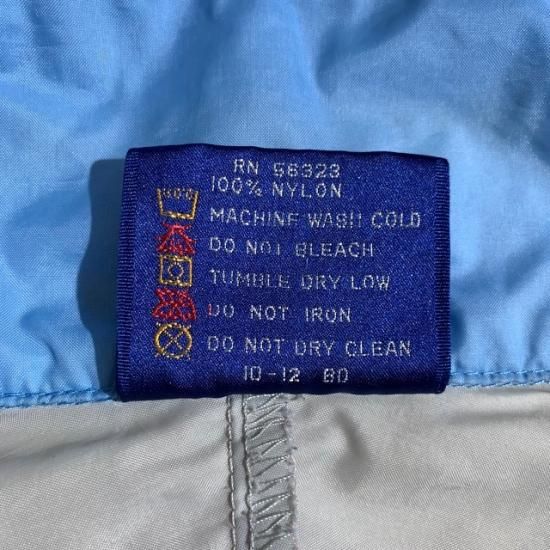 RN 56323
100% NYLON
MACHINE WASH COLD
DO NOT BLEACH
TUMBLE DRY LOW
DO NOT IRON
DO NOT DRY CLEAN
10-12 80